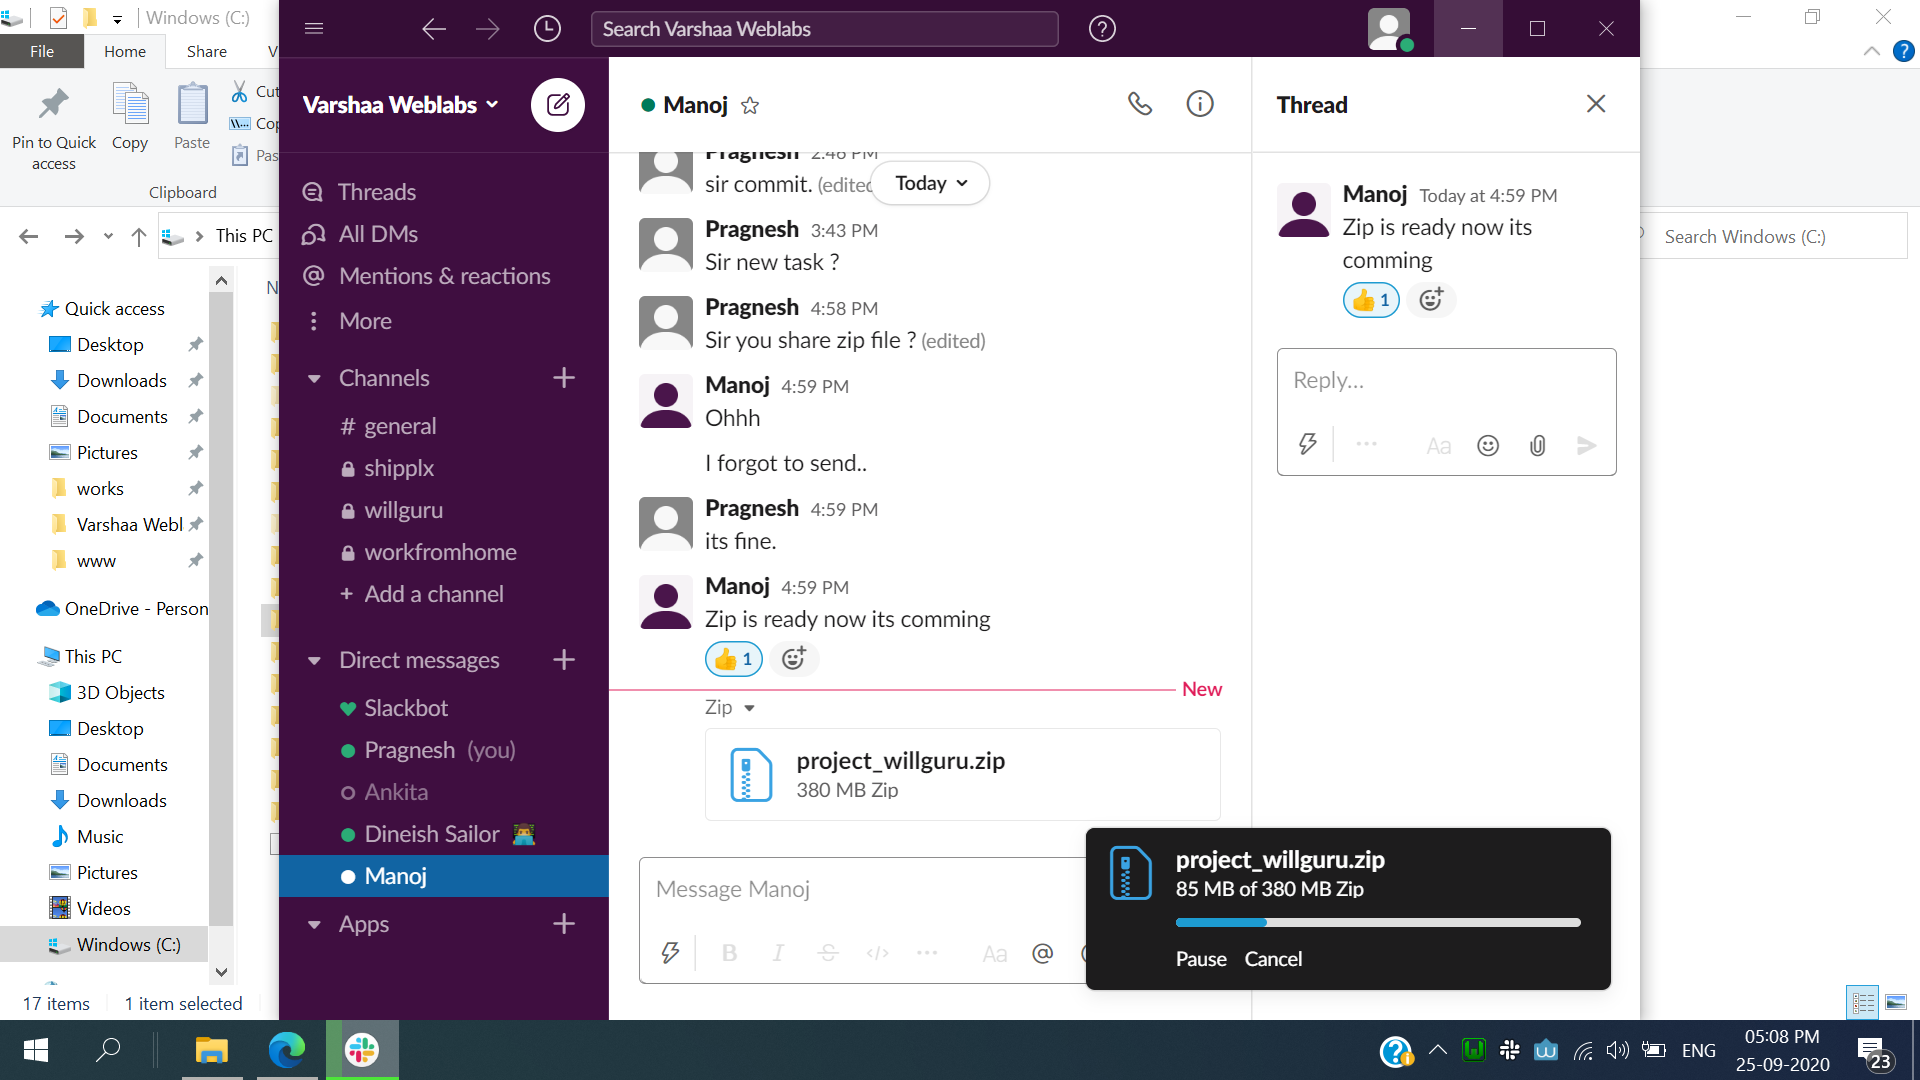 Windows (C:)
File
Home
Share
V
Pin to Quick
access
Copy
Paste
Cut
Cop
Pas
Clipboard
This PC
Search Windows (C:)
N
Quick access
Desktop
Downloads
Documents
Pictures
works
Varshaa Webl
www
OneDrive - Person
This PC
3D Objects
Desktop
Documents
Downloads
Music
Pictures
Videos
Windows (C:)
17 items
1 item selected
Search Varshaa Weblabs
Varshaa Weblabs
Threads
All DMs
Mentions & reactions
More
Channels
# general
shipplx
willguru
workfromhome
+ Add a channel
Direct messages
Slackbot
Pragnesh (you)
Ankita
Dineish Sailor
Manoj
Apps
Manoj
Pragnesh 2:46 PM
sir commit. (edited
Today
Pragnesh 3:43 PM
Sir new task ?
Pragnesh 4:58 PM
Sir you share zip file ? (edited)
Manoj 4:59 PM
Ohhh
I forgot to send..
Pragnesh 4:59 PM
its fine.
Manoj 4:59 PM
Zip is ready now its comming
1
New
Zip
project_willguru.zip
380 MB Zip
Message Manoj
B I S </> ... Aa @
Thread
Manoj Today at 4:59 PM
Zip is ready now its
comming
1
Reply...
Aa
project_willguru.zip
85 MB of 380 MB Zip
Pause Cancel
ENG
05:08 PM
25-09-2020
23